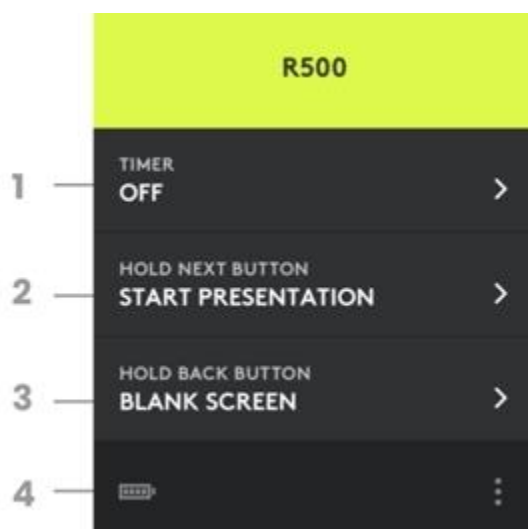 R500
1
TIMER
OFF
2
HOLD NEXT BUTTON
START PRESENTATION
3
HOLD BACK BUTTON
BLANK SCREEN
4